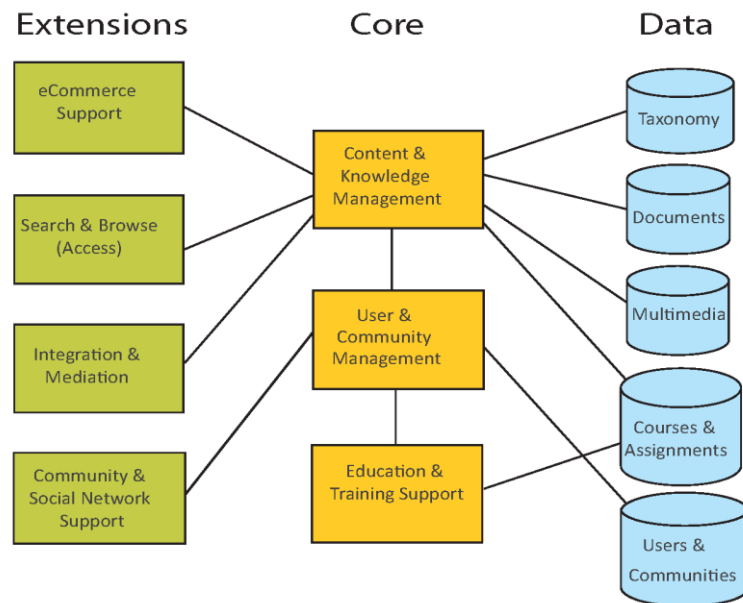 Extensions
Core
Data
eCommerce
Support
Search & Browse
(Access)
Integration &
Mediation
Community &
Social Network
Support
Content &
Knowledge
Management
User &
Community
Management
Education &
Training Support
Taxonomy
Documents
Multimedia
Courses &
Assignments
Users &
Communities